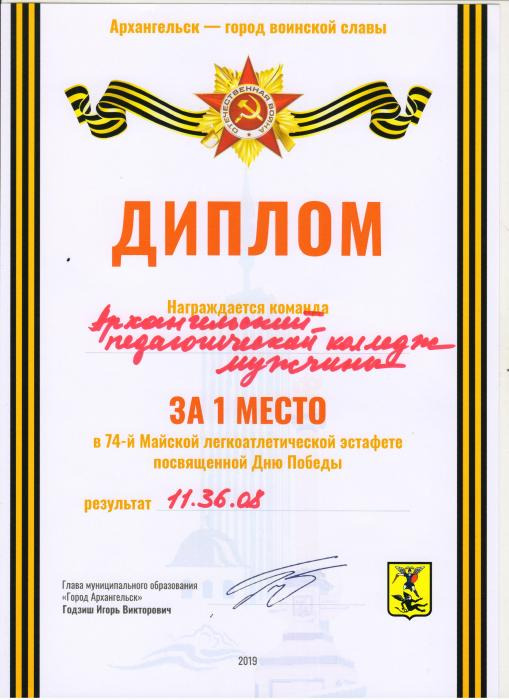 Архангельск — город воинской славы
ОТЕЧЕСТВЕННАЯ ВОЙНА
ДИПЛОМ
Награждается команда
Архангельский
педагогический колледж
мужчины
ЗА 1 МЕСТО
в 74-й Майской легкоатлетической эстафете
посвященной Дню Победы
результат 11.36.08
Глава муниципального образования
«Город Архангельск»
Годзиш Игорь Викторович
2019